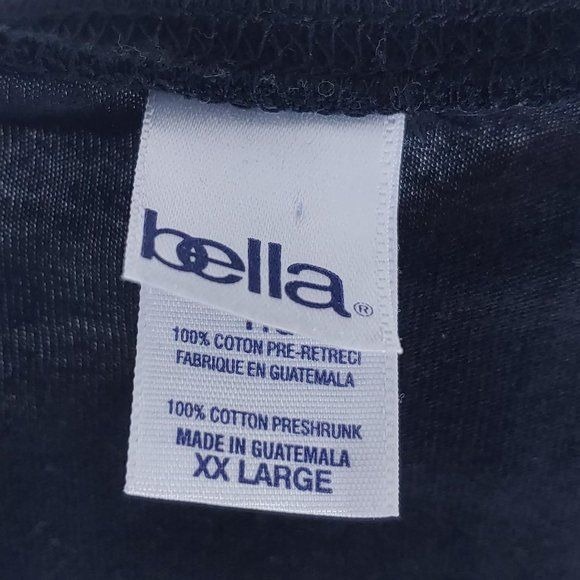 bella®
100% COTON PRE-RETRECI
FABRIQUE EN GUATEMALA
100% COTTON PRESHRUNK
MADE IN GUATEMALA
XX LARGE